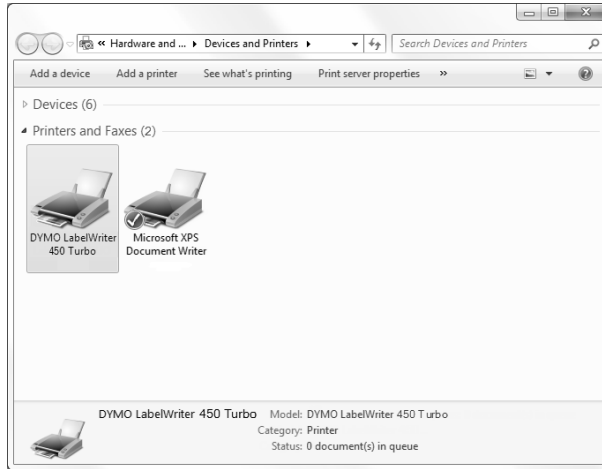 « Hardware and ... ▸ Devices and Printers ▸ Search Devices and Printers
Add a device Add a printer See what's printing Print server properties »
Devices (6)
Printers and Faxes (2)
DYMO LabelWriter
450 Turbo
Microsoft XPS
Document Writer
DYMO LabelWriter 450 Turbo Model: DYMO LabelWriter 450 Turbo
Category: Printer
Status: 0 document(s) in queue